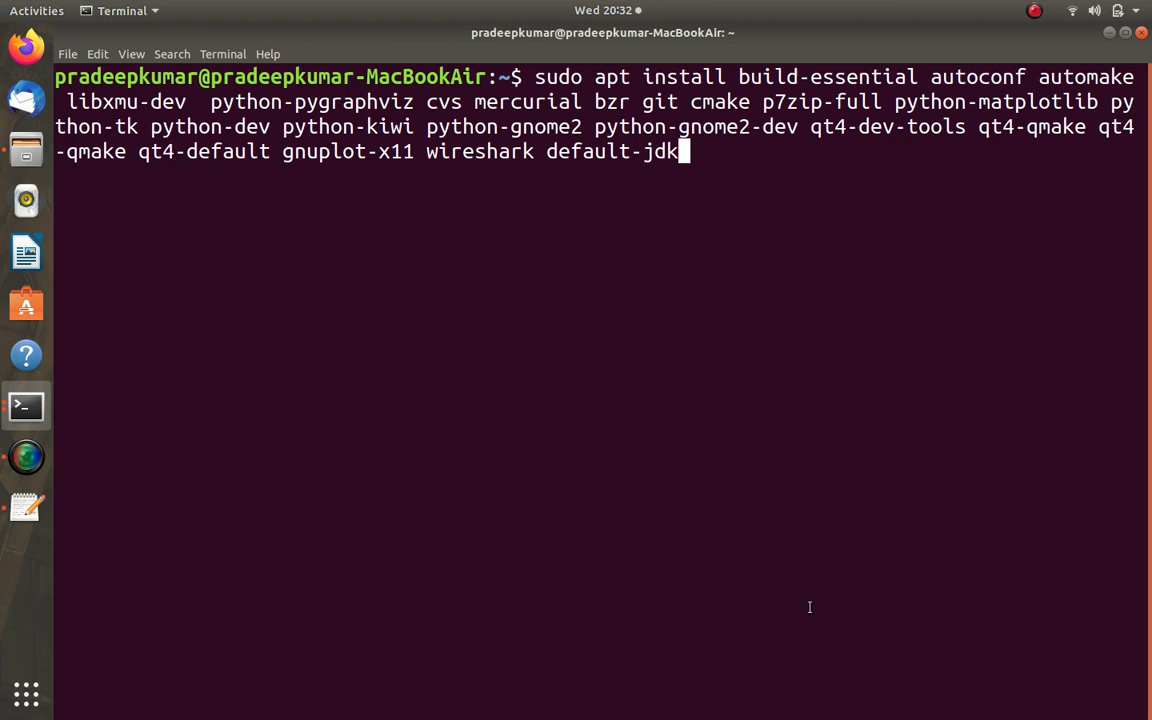 Activities Terminal Wed 20:32
pradeepkumar@pradeepkumar-MacBookAir: ~
File Edit View Search Terminal Help
pradeepkumar@pradeepkumar-MacBookAir:~$ sudo apt install build-essential autoconf automake
libxmu-dev  python-pygraphviz cvs mercurial bzr git cmake p7zip-full python-matplotlib py
thon-tk python-dev python-kiwi python-gnome2 python-gnome2-dev qt4-dev-tools qt4-qmake qt4
-qmake qt4-default gnuplot-x11 wireshark default-jdk